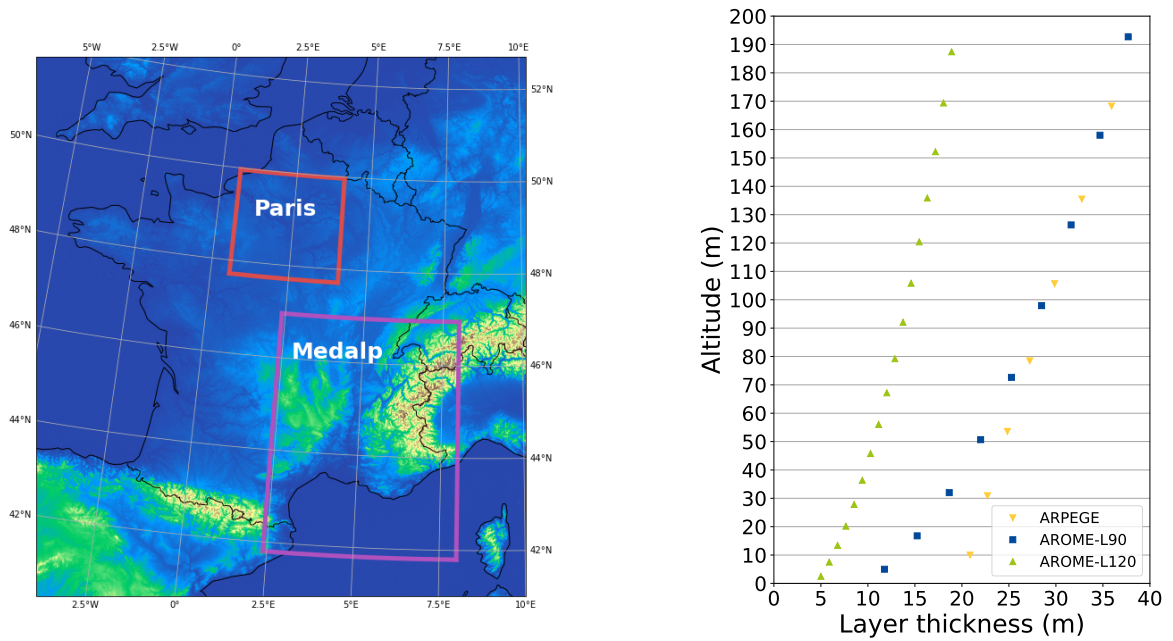 5°W 2.5°W 0° 2.5°E 5°E 7.5°E 10°E
52°N
50°N
50°N
Paris
48°N
48°N
46°N
Medalp
46°N
44°N
44°N
42°N
42°N
2.5°W 0° 2.5°E 5°E 7.5°E 10°E
Altitude (m)
200
190
180
170
160
150
140
130
120
110
100
90
80
70
60
50
40
30
20
10
0
ARPEGE
AROME-L90
AROME-L120
0 5 10 15 20 25 30 35 40
Layer thickness (m)